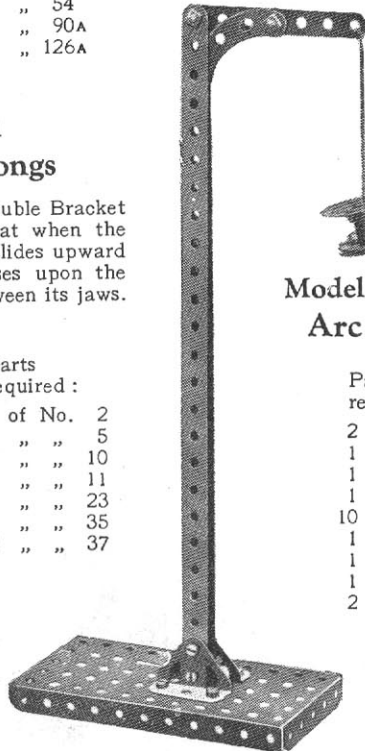 „ 54
„ 90A
„ 126A
ongs
uble Bracket
at when the
lides upward
ses upon the
ween its jaws.
arts
equired :
of No. 2
„ „ 5
„ „ 10
„ „ 11
„ „ 23
„ „ 35
„ „ 37
Model
Arc
Pa
re
2
1
1
1
10
1
1
1
2